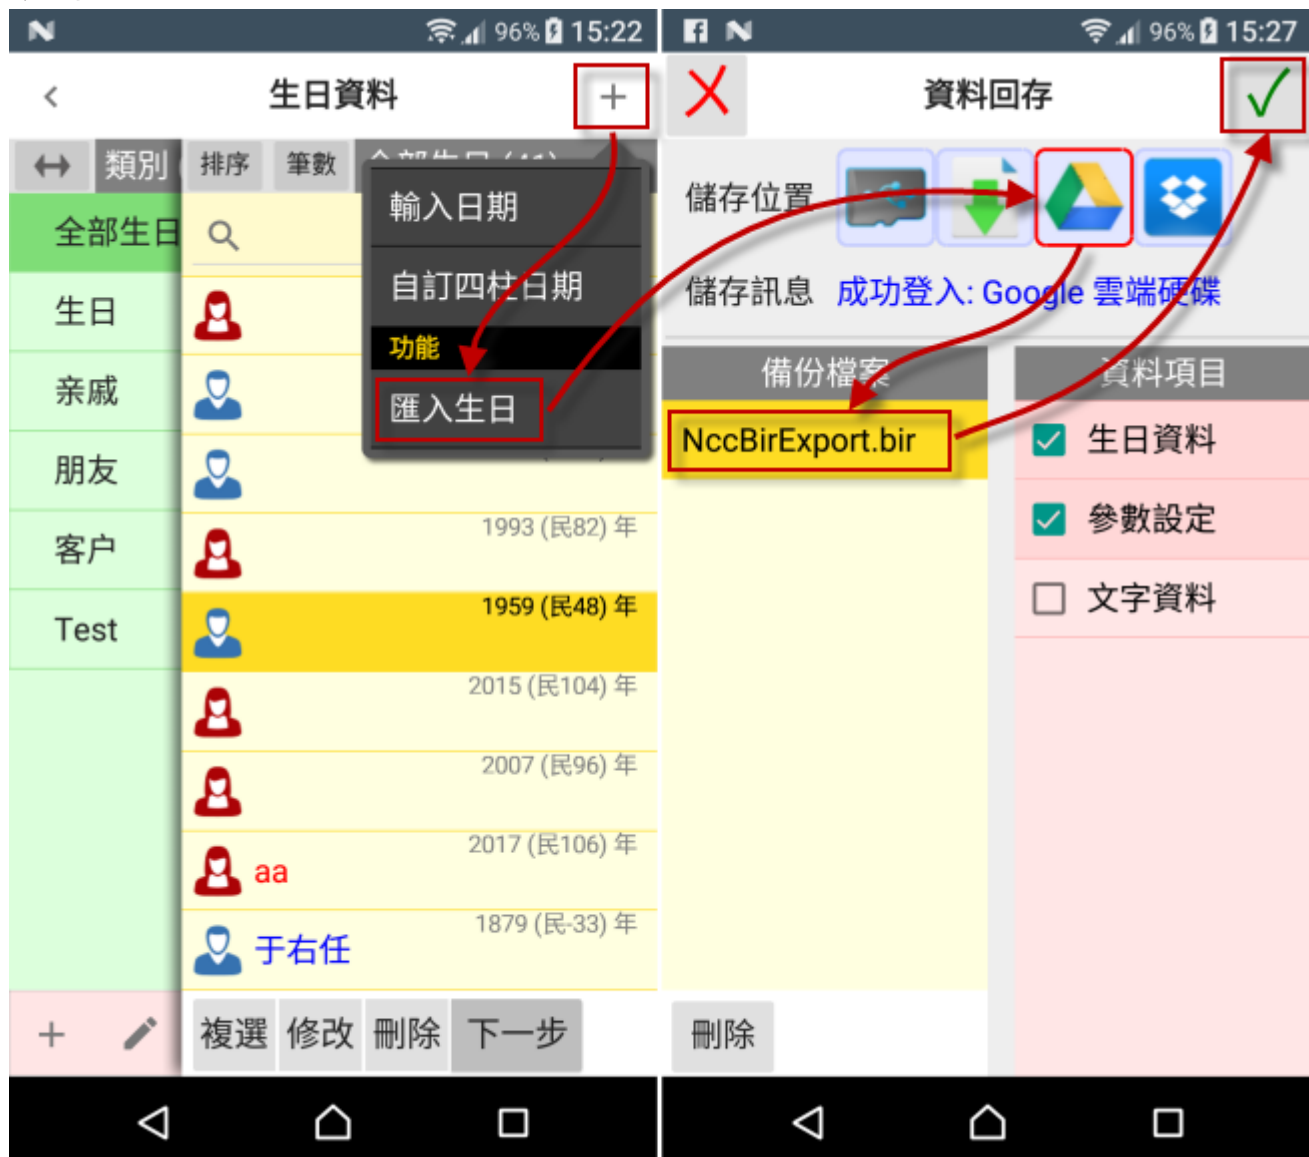 96% 15:22
生日資料
類別
排序
筆數
全部生日
輸入日期
自訂四柱日期
功能
匯入生日
生日
亲戚
朋友
客户
Test
1993 (民82) 年
1959 (民48) 年
2015 (民104) 年
2007 (民96) 年
2017 (民106) 年
aa
1879 (民-33) 年
于右任
複選
修改
刪除
下一步
96% 15:27
資料回存
儲存位置
儲存訊息 成功登入: Google 雲端硬碟
備份檔案
資料項目
NccBirExport.bir
生日資料
參數設定
文字資料
刪除